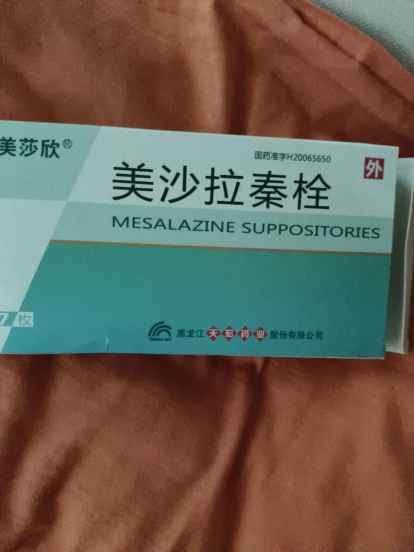 美莎欣®
国药准字H20065650
外
美沙拉秦栓
MESALAZINE SUPPOSITORIES
7枚
黑龙江天宏药业股份有限公司